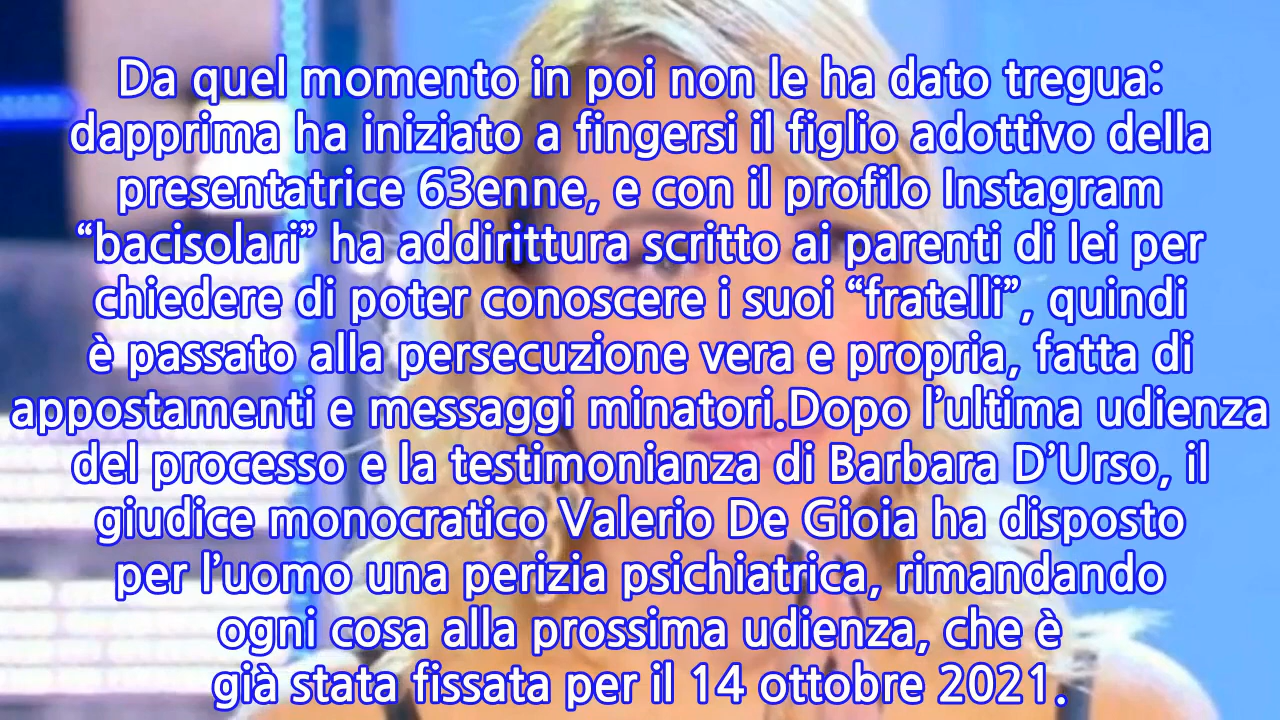 Da quel momento in poi non le ha dato tregua:
dapprima ha iniziato a fingersi il figlio adottivo della
presentatrice 63enne, e con il profilo Instagram
“bacisolari” ha addirittura scritto ai parenti di lei per
chiedere di poter conoscere i suoi “fratelli”, quindi
è passato alla persecuzione vera e propria, fatta di
appostamenti e messaggi minatori.Dopo l’ultima udienza
del processo e la testimonianza di Barbara D’Urso, il
giudice monocratico Valerio De Gioia ha disposto
per l’uomo una perizia psichiatrica, rimandando
ogni cosa alla prossima udienza, che è
già stata fissata per il 14 ottobre 2021.